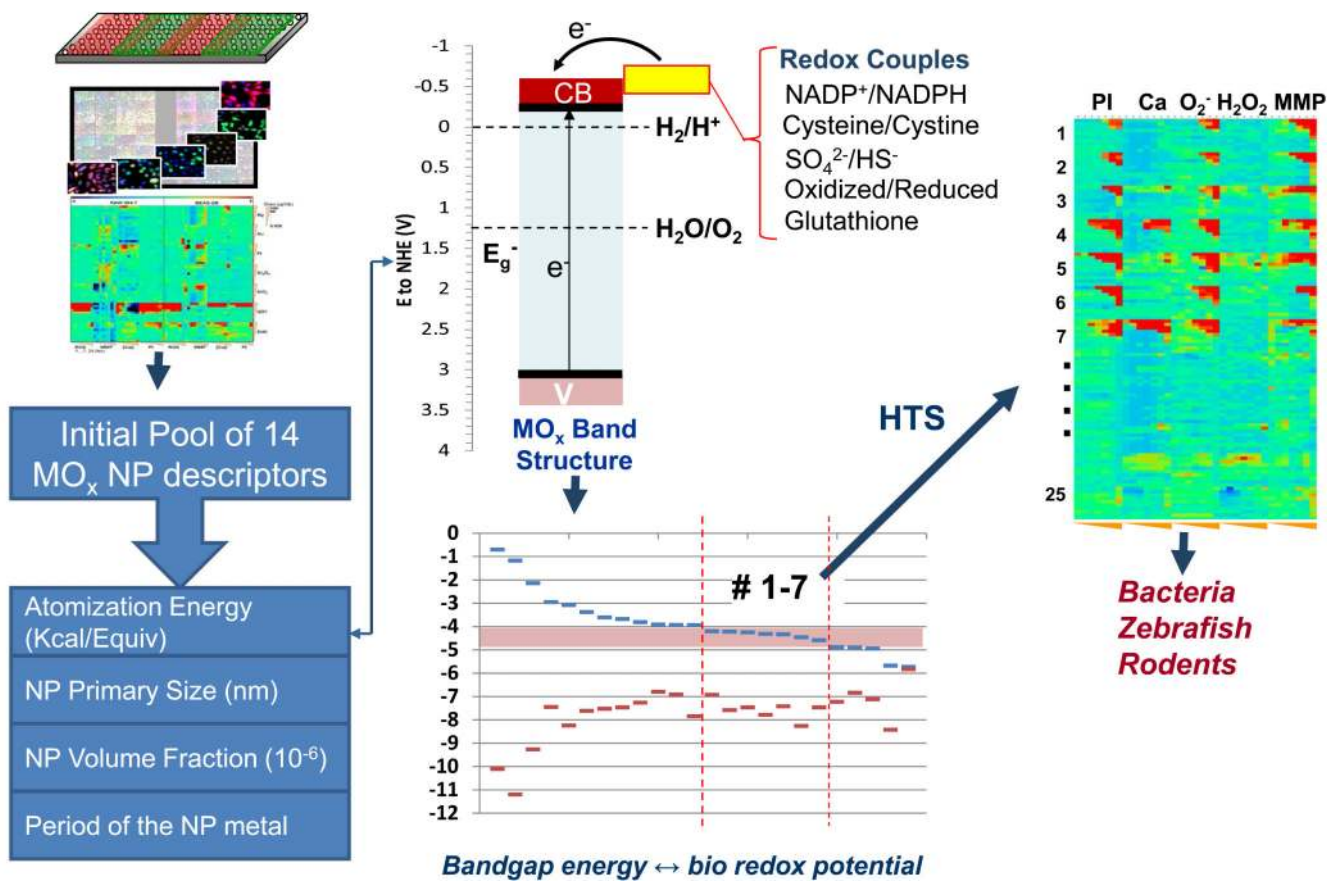 Initial Pool of 14
MOx NP descriptors
Atomization Energy
(Kcal/Equiv)
NP Primary Size (nm)
NP Volume Fraction (10⁻⁶)
Period of the NP metal
E to NHE (V)
-1
-0.5
0
0.5
1
1.5
2
2.5
3
3.5
4
e⁻
CB
H₂/H⁺
H₂O/O₂
Eg⁻
e⁻
V
MOₓ Band
Structure
Redox Couples
NADP⁺/NADPH
Cysteine/Cystine
SO₄²⁻/HS⁻
Oxidized/Reduced
Glutathione
0
-1
-2
-3
-4
-5
-6
-7
-8
-9
-10
-11
-12
# 1-7
Bandgap energy ↔ bio redox potential
HTS
PI Ca O₂⁻ H₂O₂ MMP
1
2
3
4
5
6
7
25
Bacteria
Zebrafish
Rodents